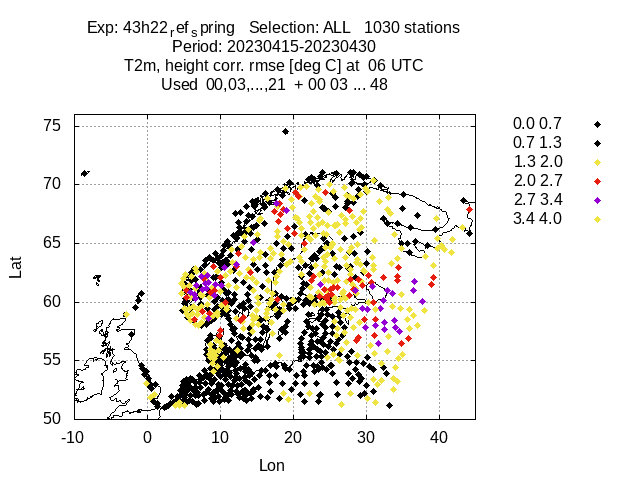 Exp: 43h22ref_spring   Selection: ALL   1030 stations
Period: 20230415-20230430
T2m, height corr. rmse [deg C] at  06 UTC
Used  00,03,...,21  + 00 03 ... 48
0.0 0.7
0.7 1.3
1.3 2.0
2.0 2.7
2.7 3.4
3.4 4.0
75
70
65
60
55
50
Lat
-10 0 10 20 30 40
Lon